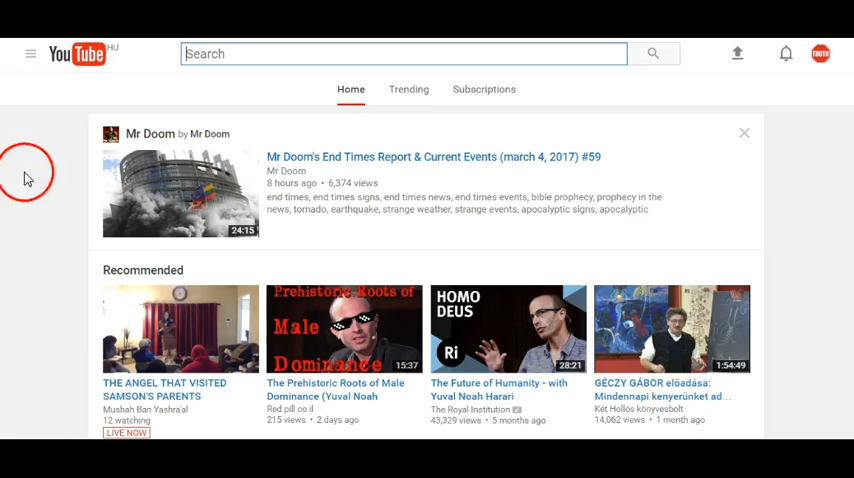 YouTube HU
Search
TRUTH
Home Trending Subscriptions
Mr Doom by Mr Doom
Mr Doom's End Times Report & Current Events (march 4, 2017) #59
Mr Doom
8 hours ago • 6,374 views
end times, end times signs, end times news, end times events, bible prophecy, prophecy in the
news, tornado, earthquake, strange weather, strange events, apocalyptic signs, apocalyptic
24:15
Recommended
Prehistoric Roots of
Male
Dominance
15:37
HOMO
DEUS
Ri
28:21
1:54:49
THE ANGEL THAT VISITED
SAMSON'S PARENTS
Mushah Ban Yashra'al
12 watching
LIVE NOW
The Prehistoric Roots of Male
Dominance (Yuval Noah
Red pill co il
215 views • 2 days ago
The Future of Humanity - with
Yuval Noah Harari
The Royal Institution
43,329 views • 5 months ago
GÉCZY GÁBOR előadása:
Mindennapi kenyerünket ad...
Két Hollós könyvesbolt
14,062 views • 1 month ago